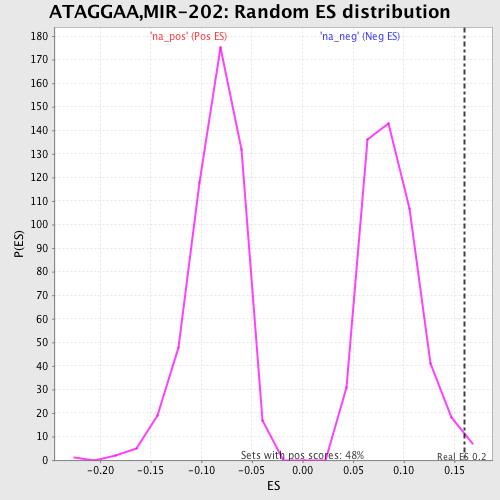 ATAGGAA,MIR-202: Random ES distribution
'na_pos' (Pos ES) 'na_neg' (Neg ES)
180
170
160
150
140
130
120
110
100
90
80
70
60
50
40
30
20
10
0
P(ES)
Sets with pos scores: 48%
Real ES 0.2
-0.20 -0.15 -0.10 -0.05 0.00 0.05 0.10 0.15
ES